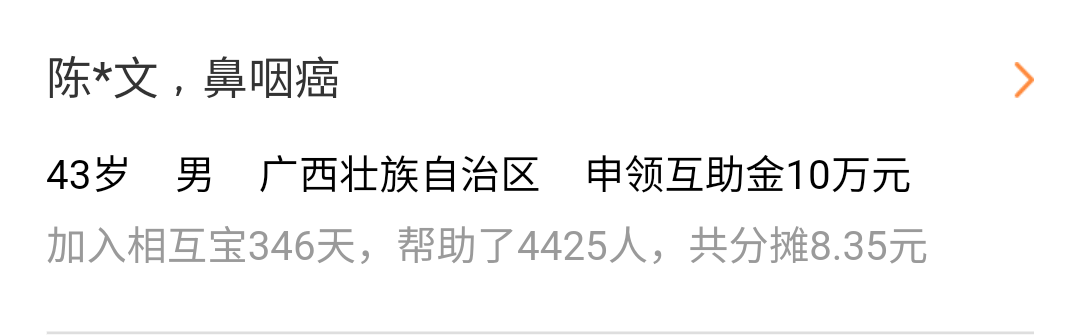 陈*文，鼻咽癌
43岁 男 广西壮族自治区 申领互助金10万元
加入相互宝346天，帮助了4425人，共分摊8.35元